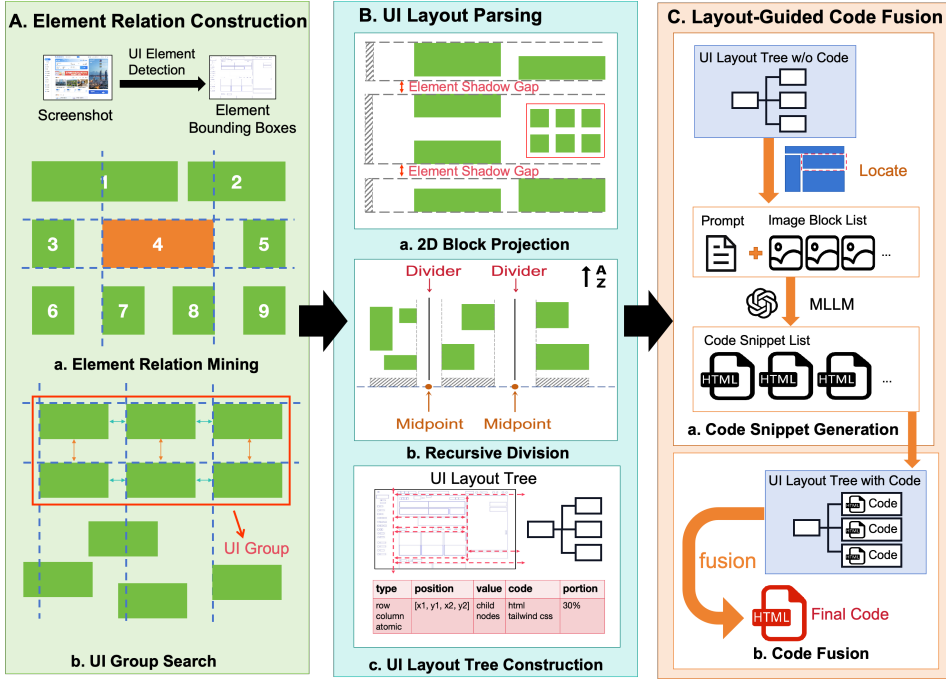 A. Element Relation Construction
UI Element
Detection
Screenshot
Element
Bounding Boxes
1
2
3
4
5
6
7
8
9
a. Element Relation Mining
UI Group
b. UI Group Search
B. UI Layout Parsing
Element Shadow Gap
Element Shadow Gap
a. 2D Block Projection
Divider
Divider
A
Z
Midpoint
Midpoint
b. Recursive Division
UI Layout Tree
type position value code portion
row [x1, y1, x2, y2] child html 30%
column nodes tailwind css
atomic
c. UI Layout Tree Construction
C. Layout-Guided Code Fusion
UI Layout Tree w/o Code
Locate
Prompt
Image Block List
+
...
MLLM
Code Snippet List
HTML
HTML
HTML
...
a. Code Snippet Generation
UI Layout Tree with Code
HTML Code
HTML Code
HTML Code
fusion
HTML
Final Code
b. Code Fusion